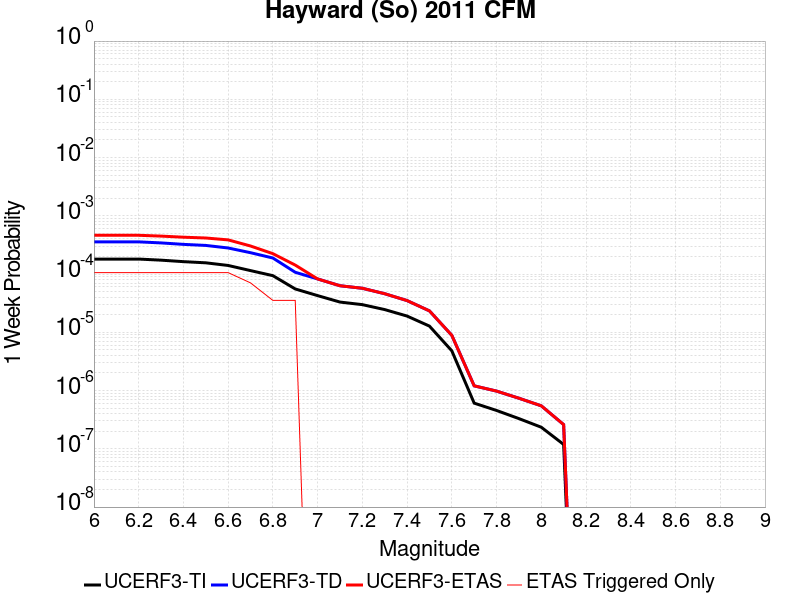 Hayward (So) 2011 CFM
10^0
10^-1
10^-2
10^-3
10^-4
10^-5
10^-6
10^-7
10^-8
1 Week Probability
6 6.2 6.4 6.6 6.8 7 7.2 7.4 7.6 7.8 8 8.2 8.4 8.6 8.8 9
Magnitude
UCERF3-TI UCERF3-TD UCERF3-ETAS ETAS Triggered Only